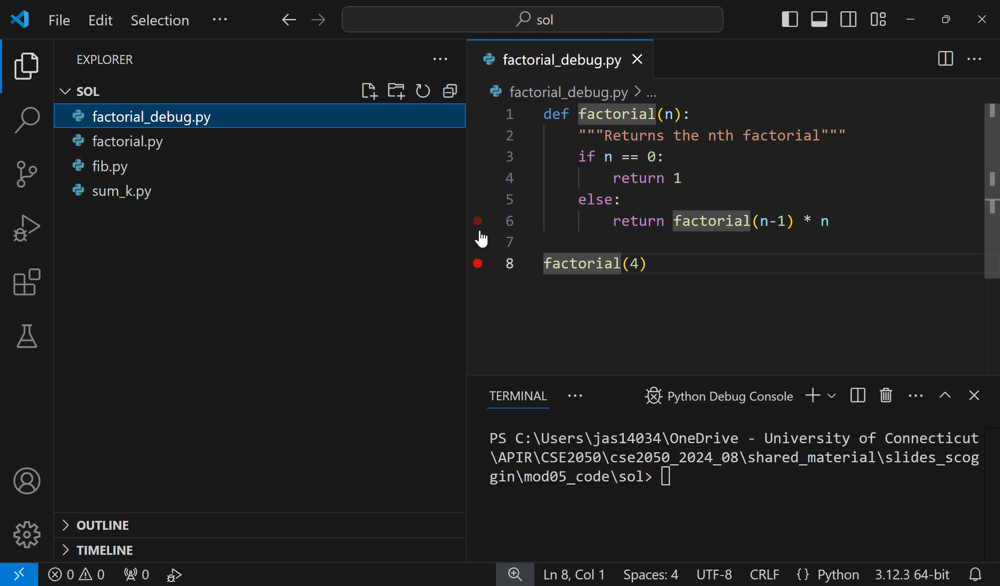 File Edit Selection ··· sol
EXPLORER ···
SOL
factorial_debug.py
factorial.py
fib.py
sum_k.py
OUTLINE
TIMELINE
factorial_debug.py
factorial_debug.py > ...
1 def factorial(n):
2 """Returns the nth factorial"""
3 if n == 0:
4 return 1
5 else:
6 return factorial(n-1) * n
7
8 factorial(4)
TERMINAL ··· Python Debug Console
PS C:\Users\jas14034\OneDrive - University of Connecticut
\APIR\CSE2050\cse2050_2024_08\shared_material\slides_scog
gin\mod05_code\sol>
0 0 0 Ln 8, Col 1 Spaces: 4 UTF-8 CRLF {} Python 3.12.3 64-bit